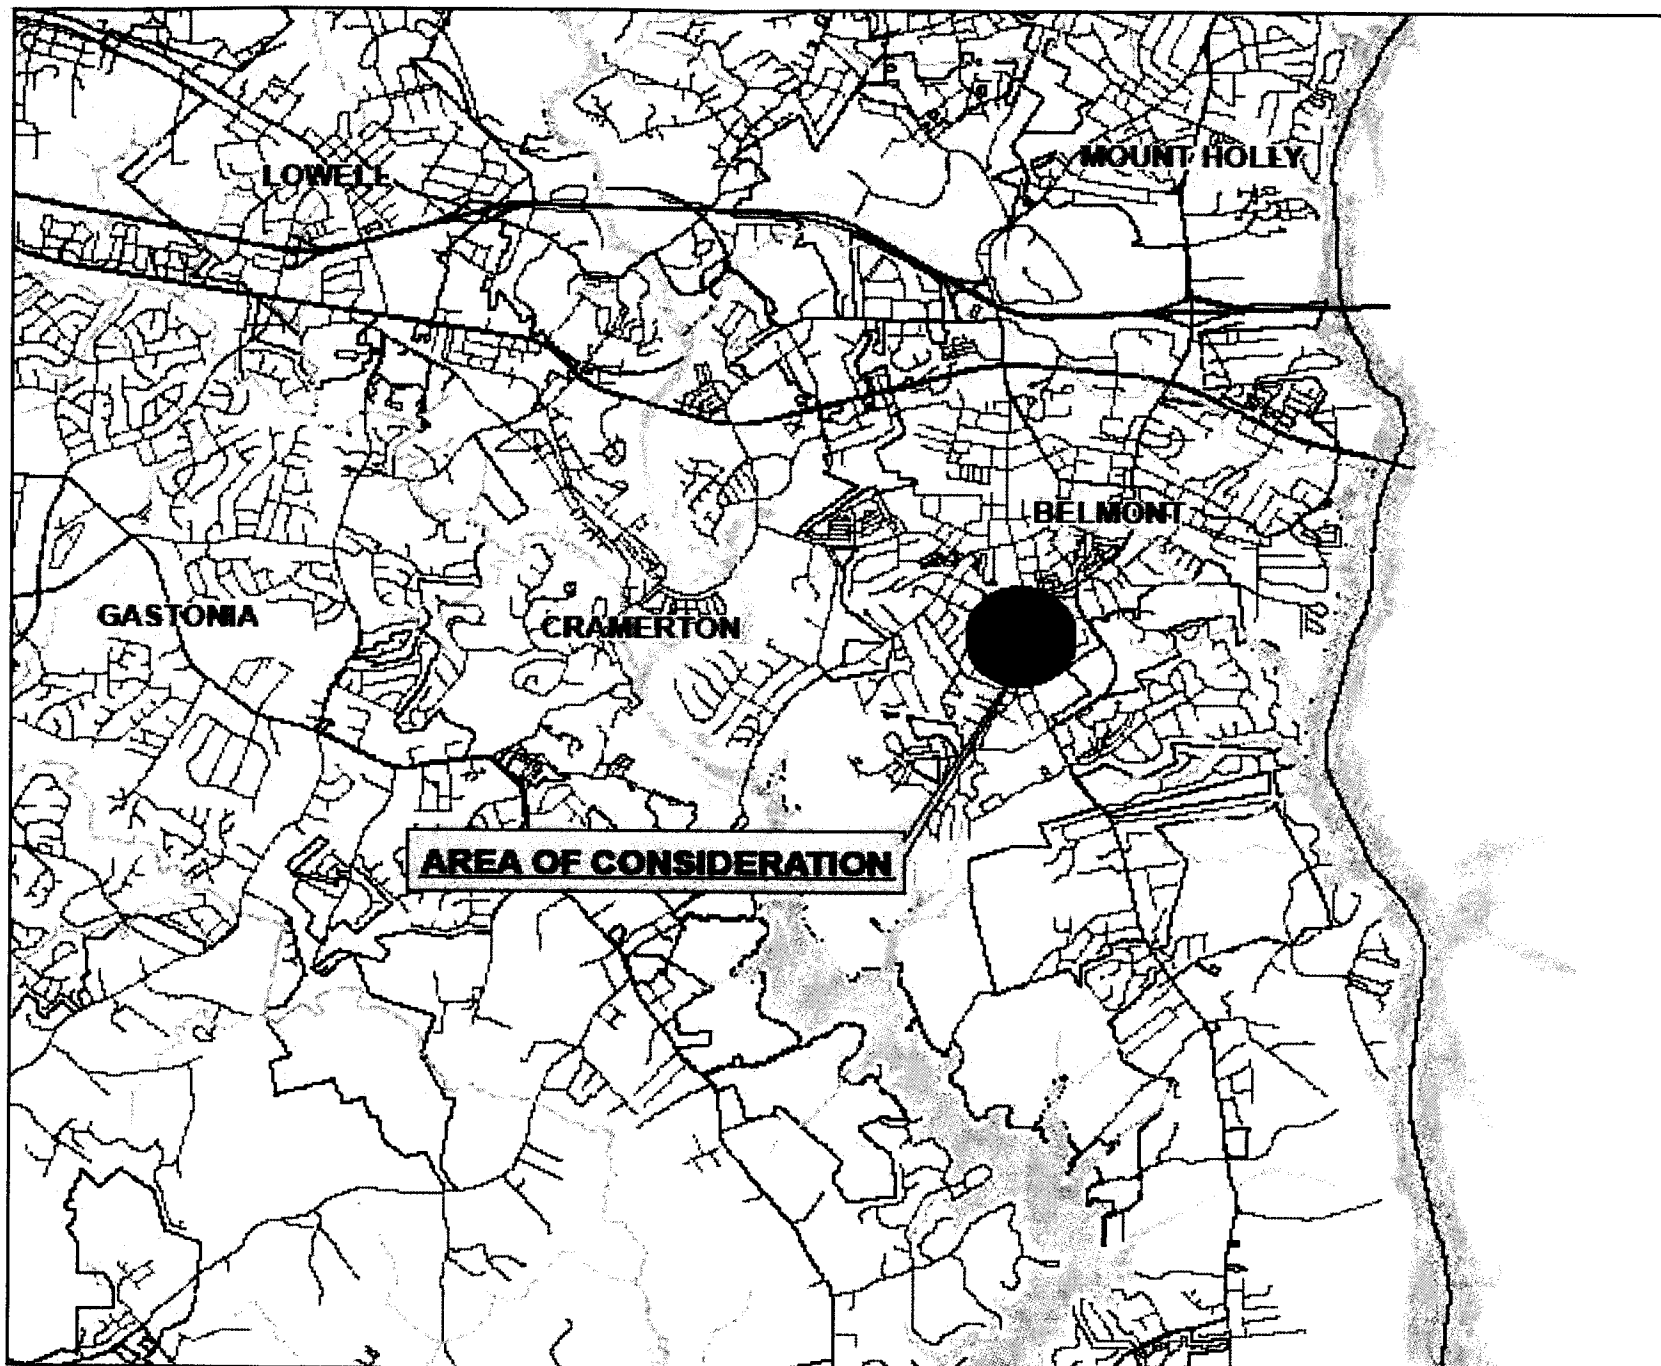 MOUNT HOLLY
LOWELL
BELMONT
GASTONIA
CRAMERTON
AREA OF CONSIDERATION